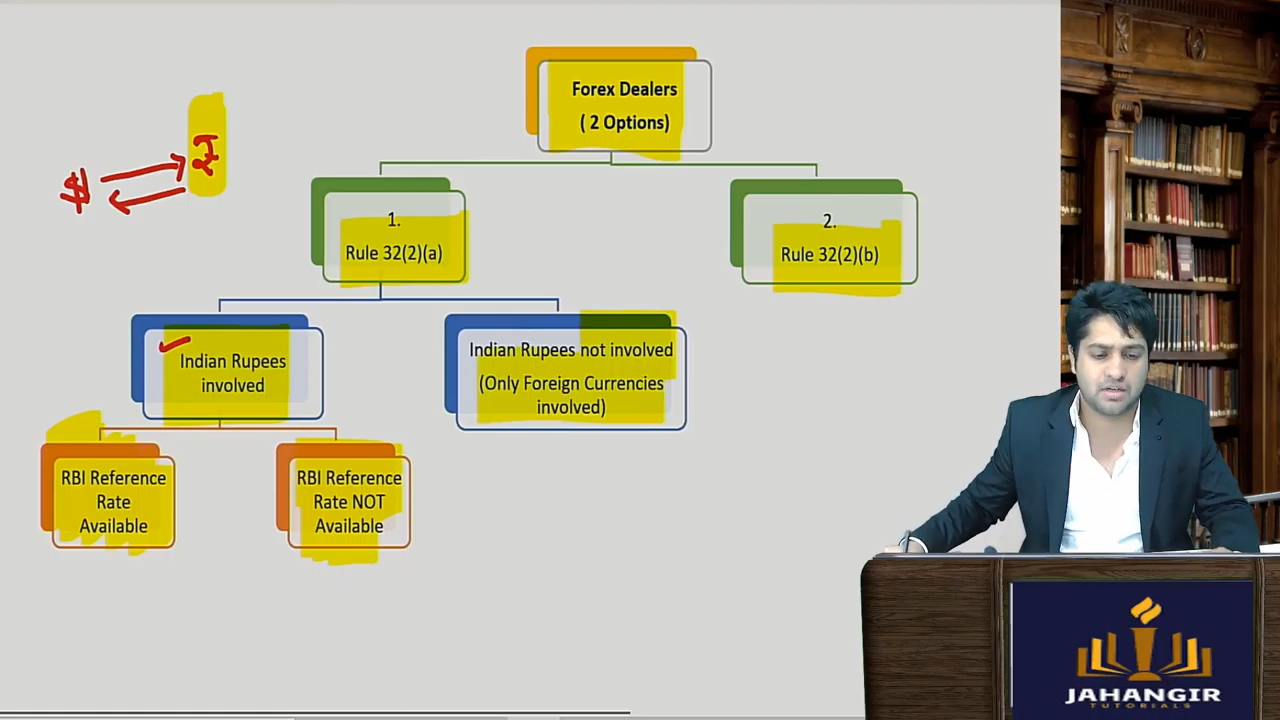 Forex Dealers
( 2 Options)
$
₹
1.
Rule 32(2)(a)
2.
Rule 32(2)(b)
Indian Rupees
involved
Indian Rupees not involved
(Only Foreign Currencies
involved)
RBI Reference
Rate
Available
RBI Reference
Rate NOT
Available
JAHANGIR
TUTORIALS